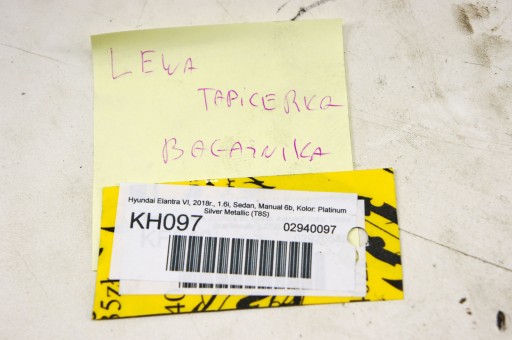 LEWA
TAPICERKA
BAGAŻNIKA
Hyundai Elantra VI, 2018r., 1.6i, Sedan, Manual 6b, Kolor: Platinum
Silver Metallic (T8S)
KH097
02940097